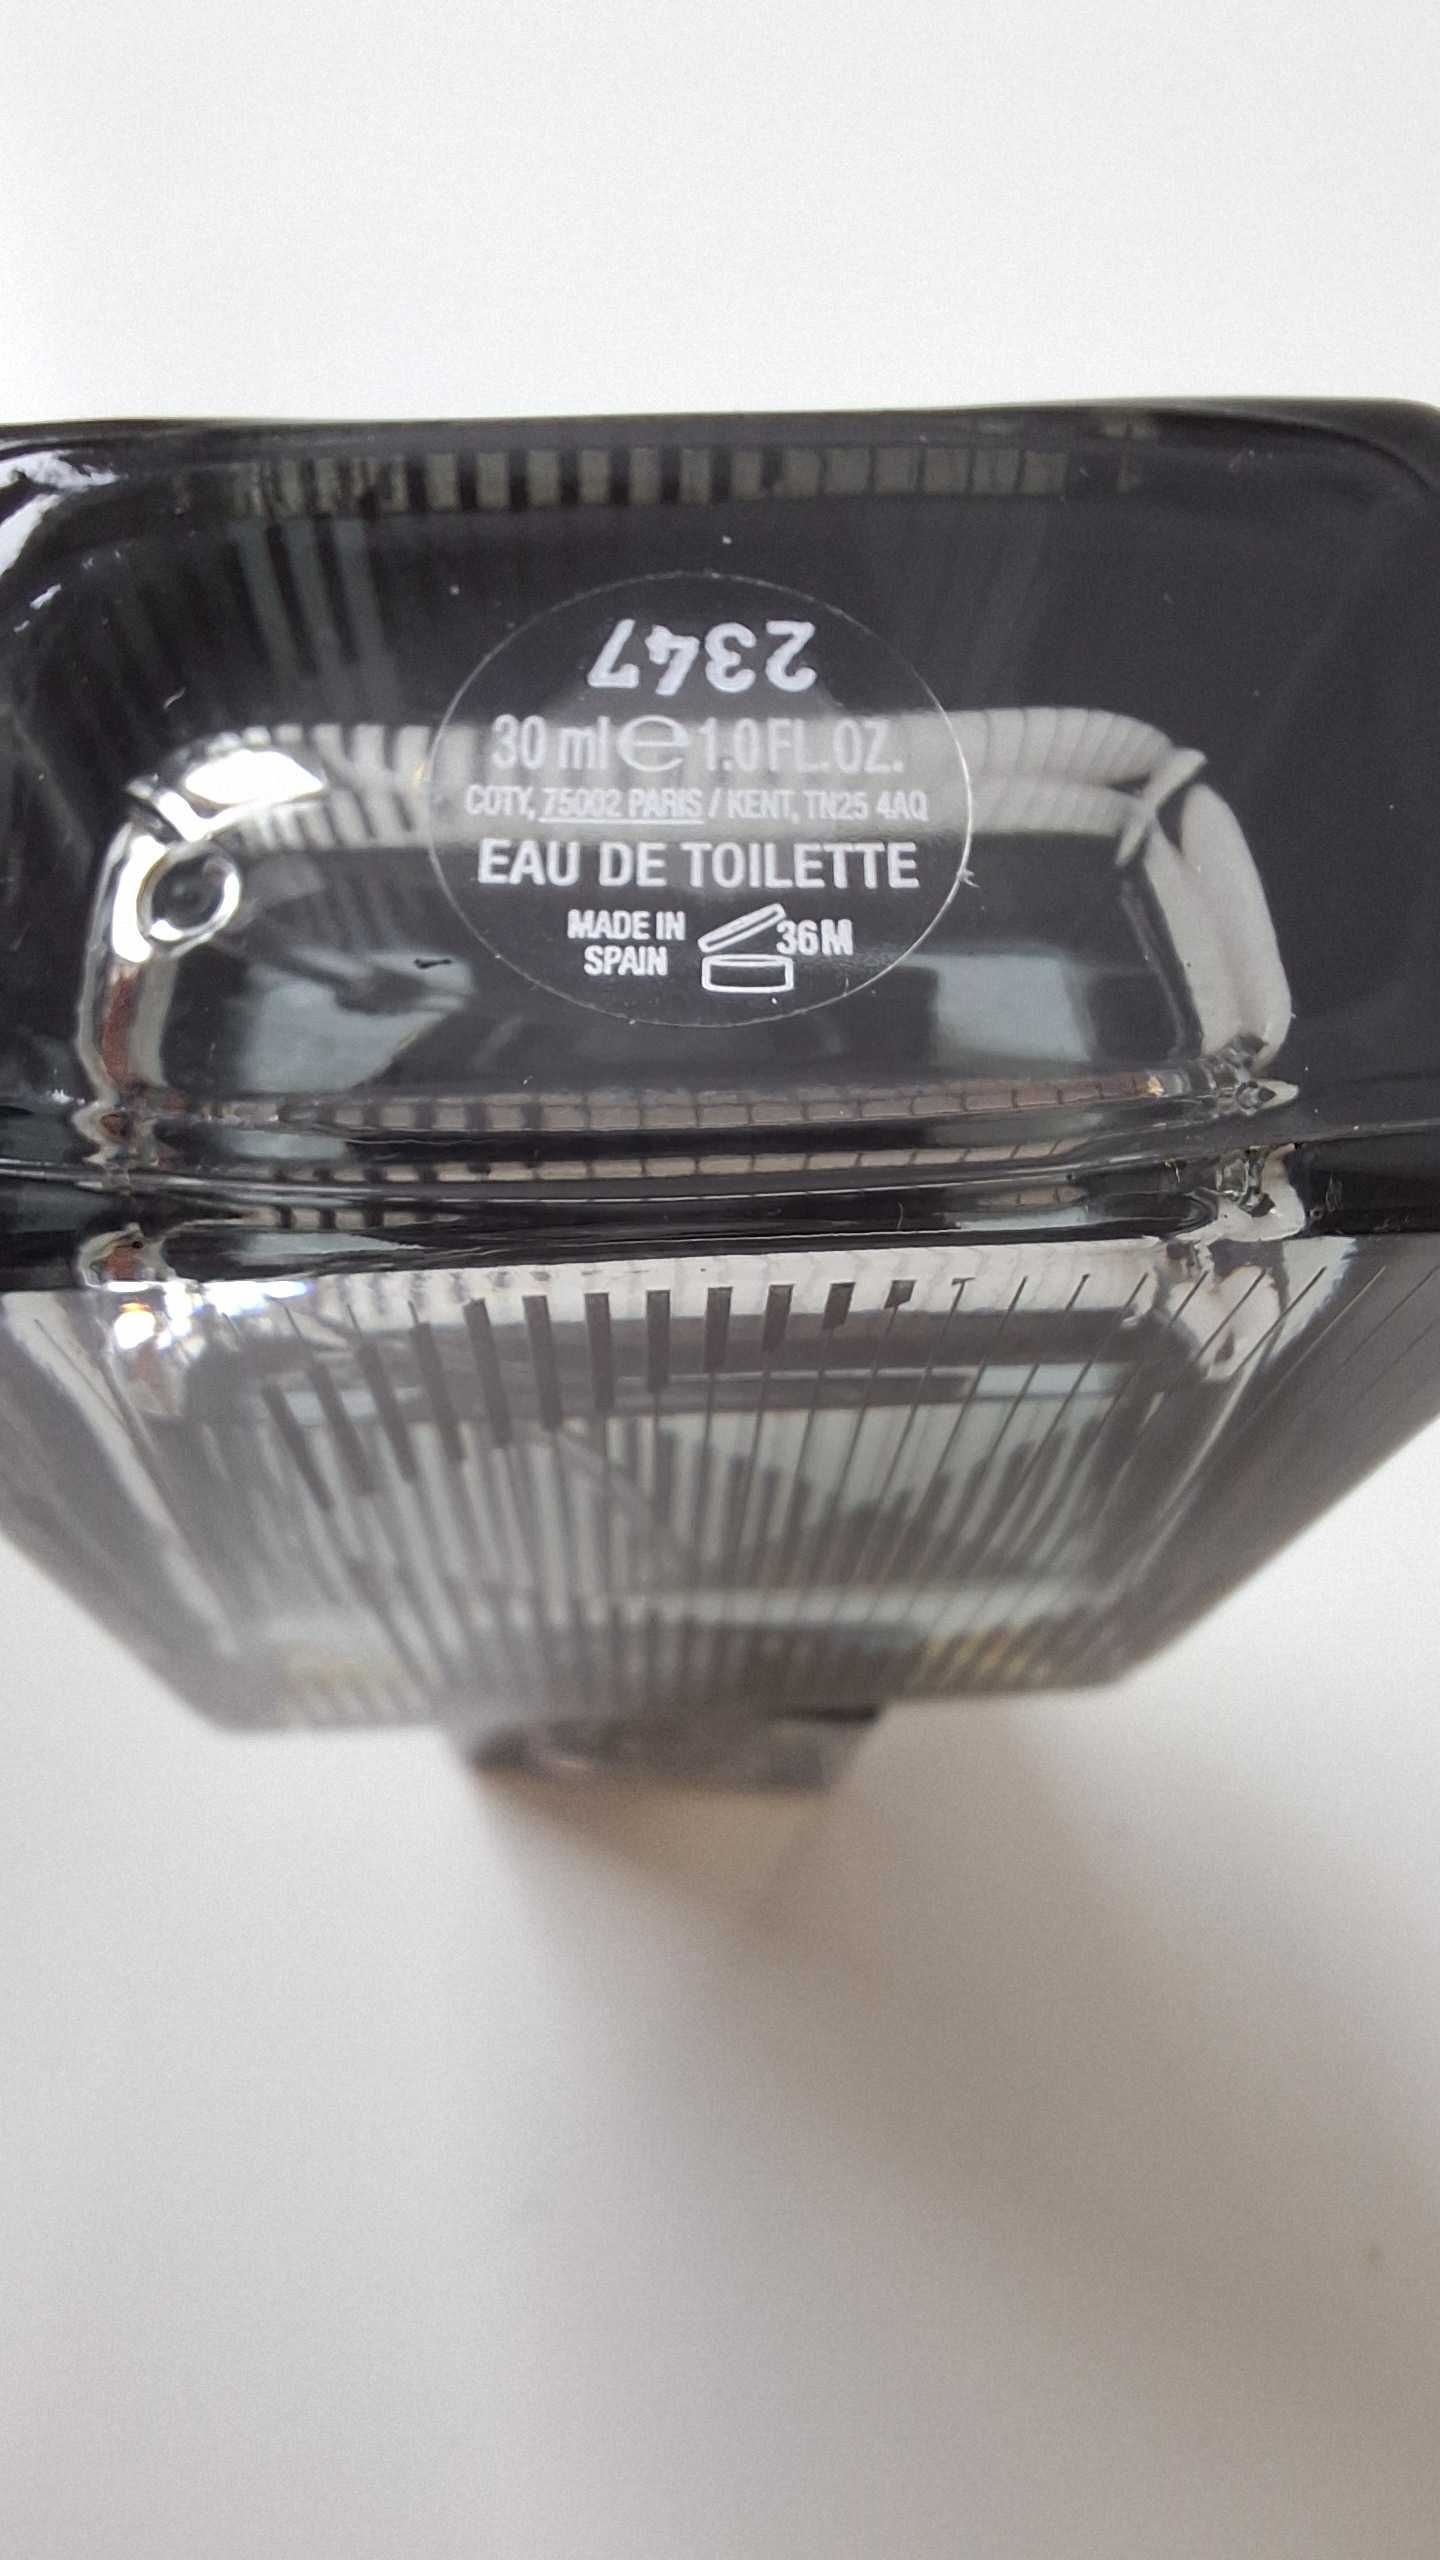 2347
30 ml e 1.0 FL. OZ.
COTY, 75002 PARIS / KENT, TN25 4AQ
EAU DE TOILETTE
MADE IN
SPAIN
36 M